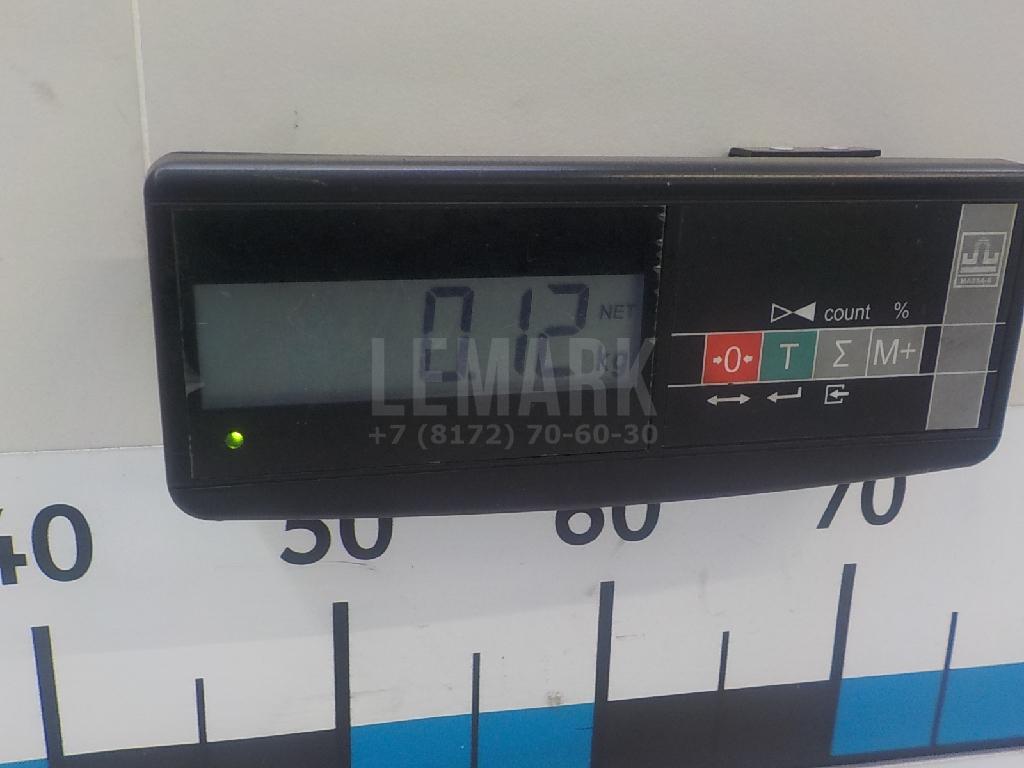 0.12 NET
kg
count %
→0← T Σ M+
LEMARK
+7 (8172) 70-60-30
40 50 60 70